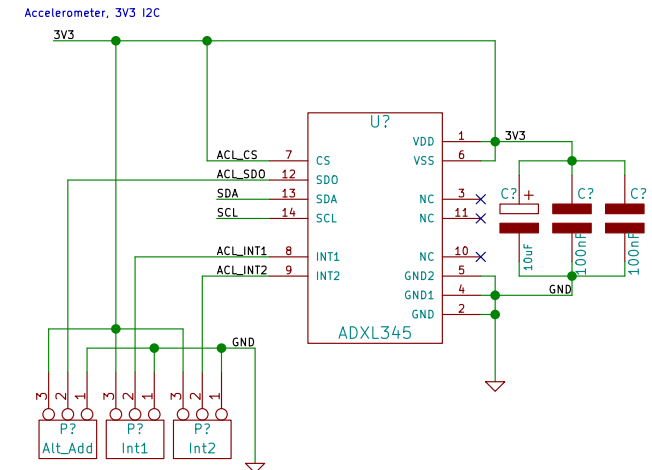 Accelerometer, 3V3 I2C
3V3
U?
VDD 1 3V3
ACL_CS 7 CS VSS 6
ACL_SDO 12 SDO
SDA 13 SDA NC 3
SCL 14 SCL NC 11
C? + C? C?
10uF 100nF 100nF
ACL_INT1 8 INT1 NC 10
ACL_INT2 9 INT2 GND2 5
GND1 4 GND
GND 2
ADXL345
GND
3 2 1 3 2 1 3 2 1
P? P? P?
Alt_Add Int1 Int2